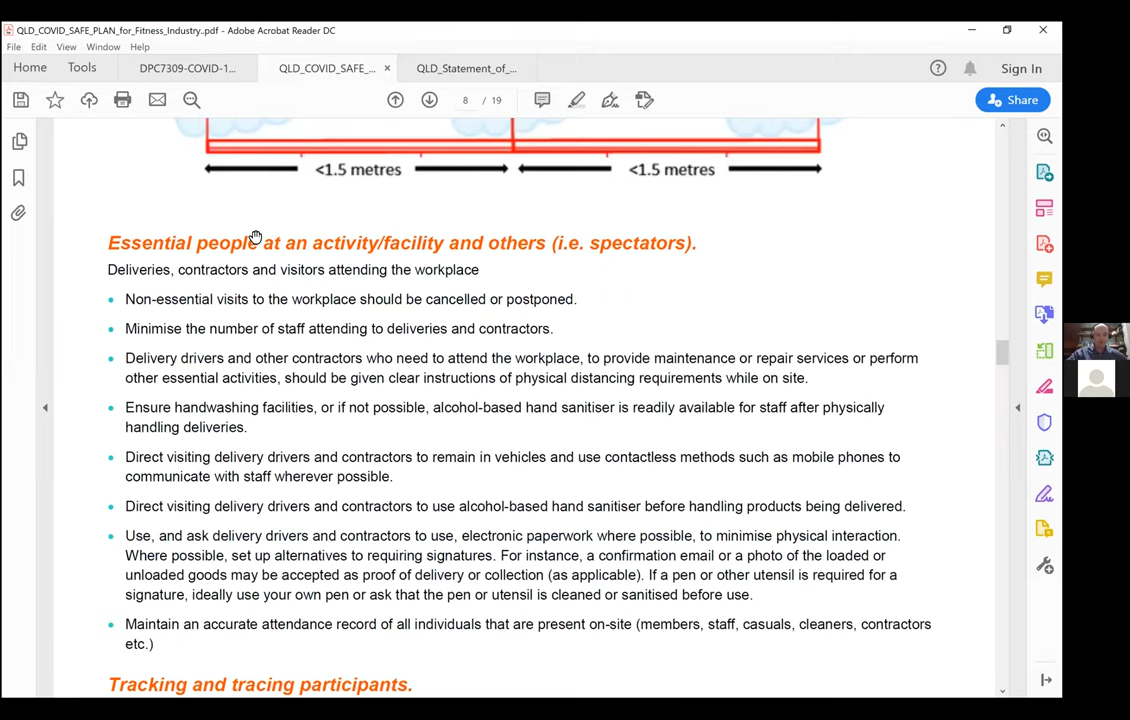 QLD_COVID_SAFE_PLAN_for_Fitness_Industry..pdf - Adobe Acrobat Reader DC
File Edit View Window Help
Home Tools DPC7309-COVID-1... QLD_COVID_SAFE_... × QLD_Statement_of_... Sign In
8 / 19 Share
<1.5 metres <1.5 metres
Essential people at an activity/facility and others (i.e. spectators).
Deliveries, contractors and visitors attending the workplace
• Non-essential visits to the workplace should be cancelled or postponed.
• Minimise the number of staff attending to deliveries and contractors.
• Delivery drivers and other contractors who need to attend the workplace, to provide maintenance or repair services or perform
other essential activities, should be given clear instructions of physical distancing requirements while on site.
• Ensure handwashing facilities, or if not possible, alcohol-based hand sanitiser is readily available for staff after physically
handling deliveries.
• Direct visiting delivery drivers and contractors to remain in vehicles and use contactless methods such as mobile phones to
communicate with staff wherever possible.
• Direct visiting delivery drivers and contractors to use alcohol-based hand sanitiser before handling products being delivered.
• Use, and ask delivery drivers and contractors to use, electronic paperwork where possible, to minimise physical interaction.
Where possible, set up alternatives to requiring signatures. For instance, a confirmation email or a photo of the loaded or
unloaded goods may be accepted as proof of delivery or collection (as applicable). If a pen or other utensil is required for a
signature, ideally use your own pen or ask that the pen or utensil is cleaned or sanitised before use.
• Maintain an accurate attendance record of all individuals that are present on-site (members, staff, casuals, cleaners, contractors
etc.)
Tracking and tracing participants.